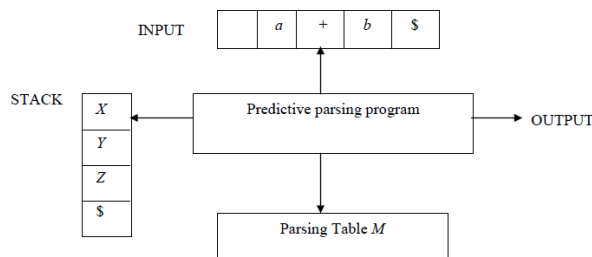 INPUT
a + b $
STACK
X
Y
Z
$
Predictive parsing program
OUTPUT
Parsing Table M